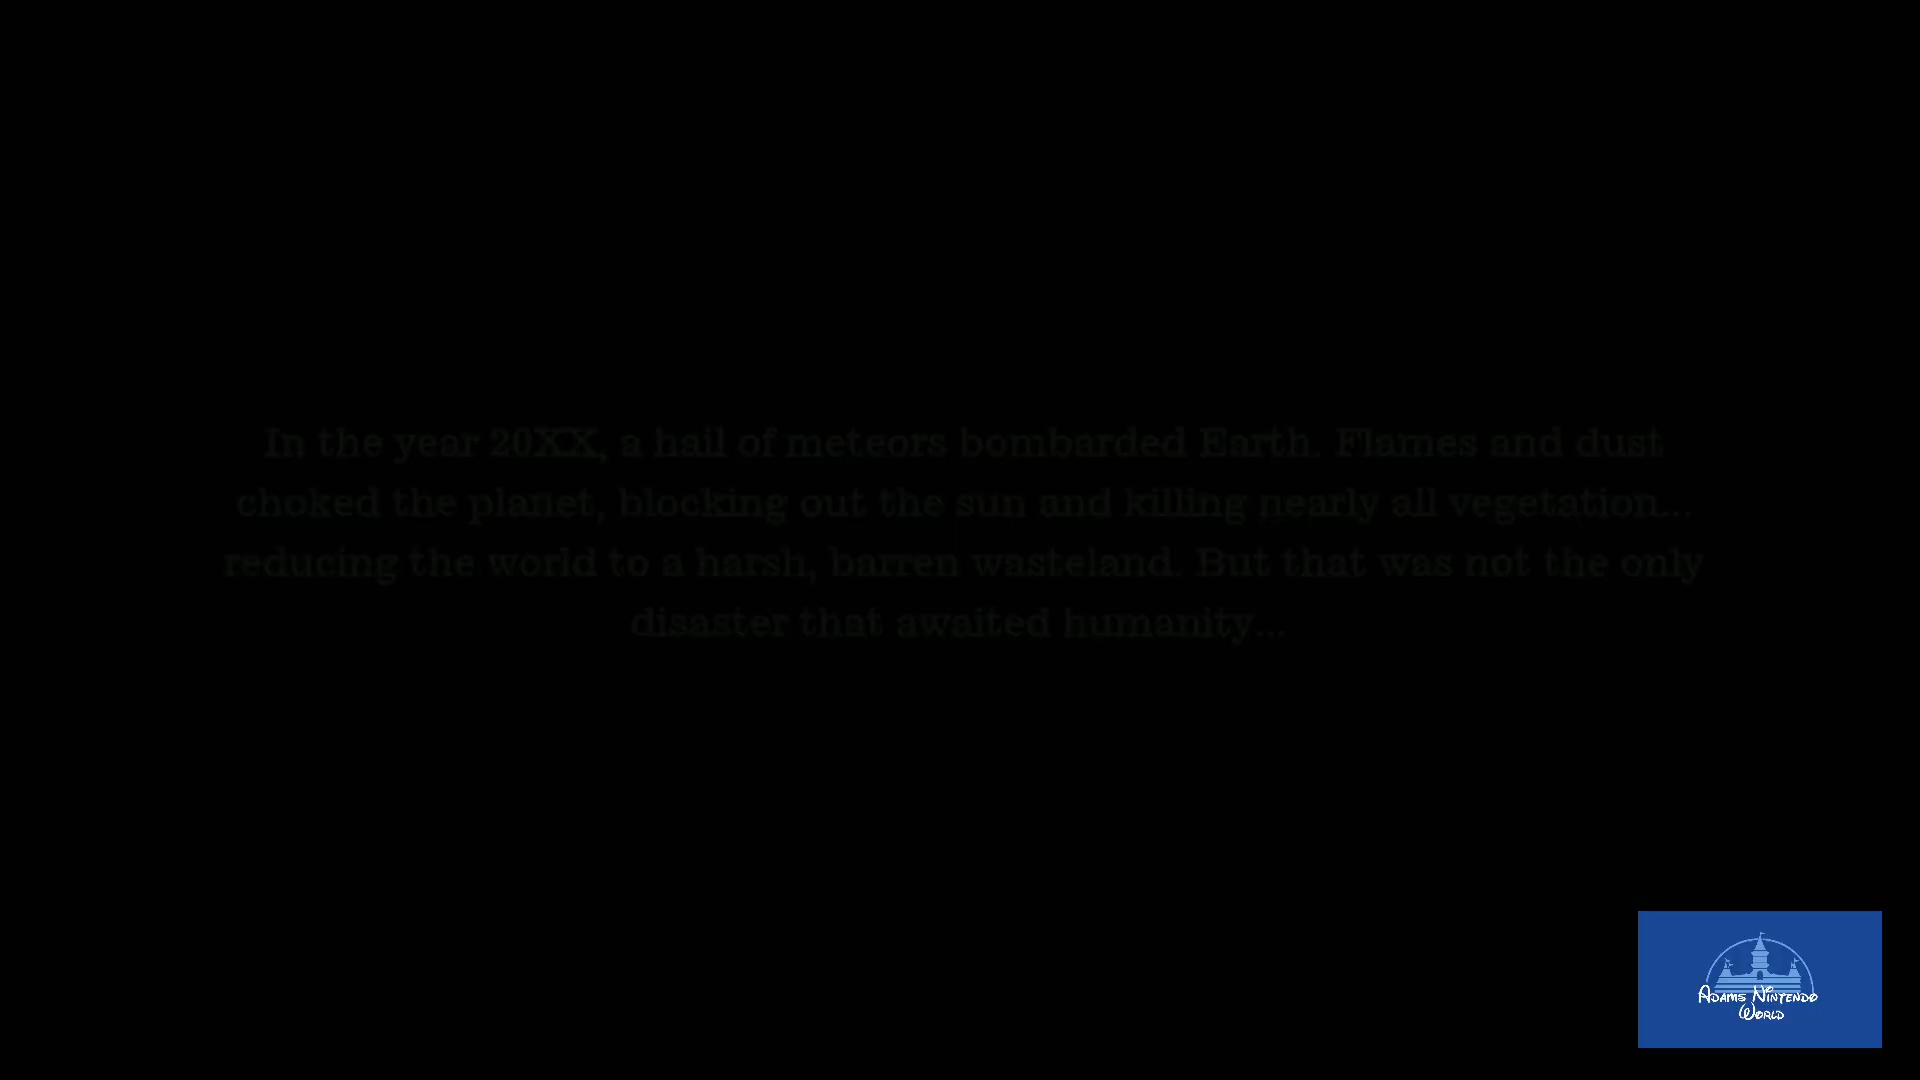 In the year 20XX, a hail of meteors bombarded Earth. Flames and dust
choked the planet, blocking out the sun and killing nearly all vegetation...
reducing the world to a harsh, barren wasteland. But that was not the only
disaster that awaited humanity...
Adams Nintendo
World